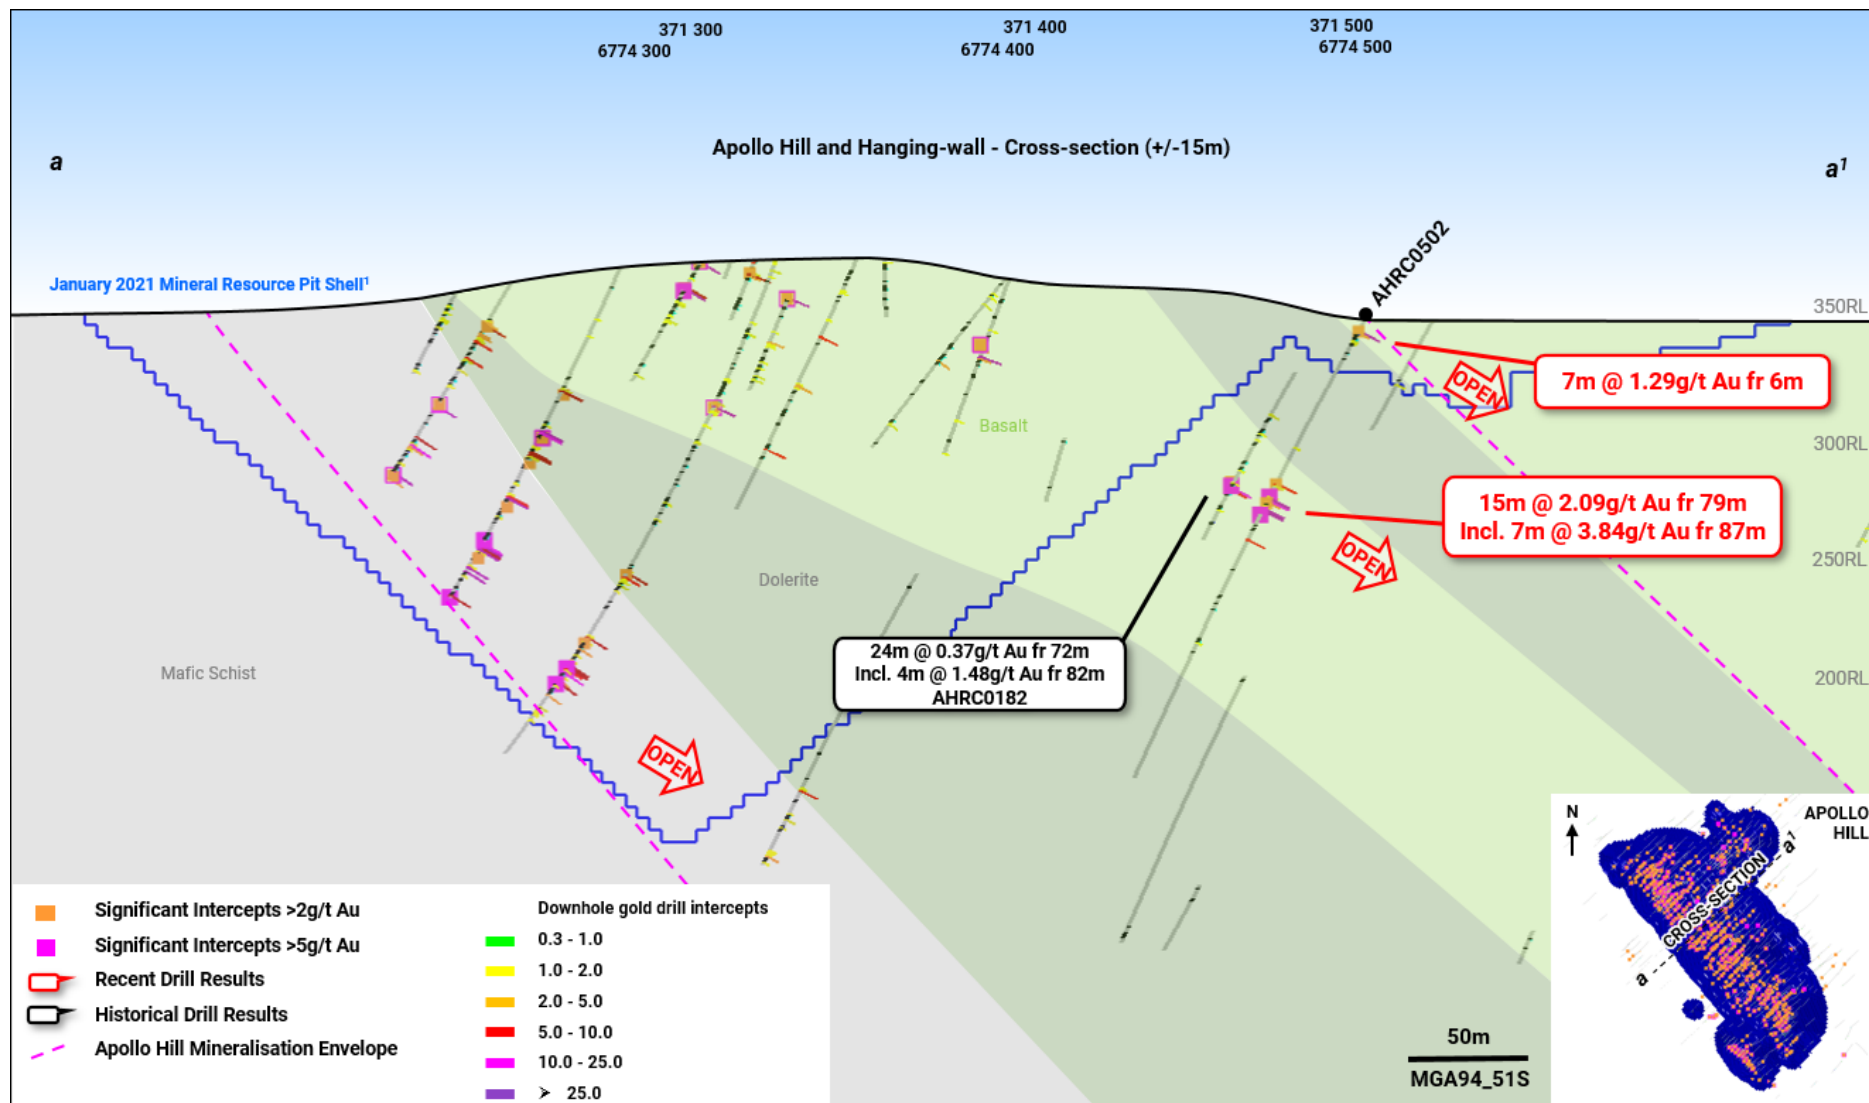 371 300
6774 300
371 400
6774 400
371 500
6774 500
Apollo Hill and Hanging-wall - Cross-section (+/-15m)
a
a1
AHRC0502
January 2021 Mineral Resource Pit Shell1
350RL
7m @ 1.29g/t Au fr 6m
OPEN
Basalt
300RL
15m @ 2.09g/t Au fr 79m
Incl. 7m @ 3.84g/t Au fr 87m
OPEN
250RL
Dolerite
24m @ 0.37g/t Au fr 72m
Incl. 4m @ 1.48g/t Au fr 82m
AHRC0182
Mafic Schist
200RL
OPEN
Significant Intercepts >2g/t Au
Significant Intercepts >5g/t Au
Recent Drill Results
Historical Drill Results
Apollo Hill Mineralisation Envelope
Downhole gold drill intercepts
0.3 - 1.0
1.0 - 2.0
2.0 - 5.0
5.0 - 10.0
10.0 - 25.0
➢ 25.0
50m
MGA94_51S
N
APOLLO
HILL
a
CROSS-SECTION
a1